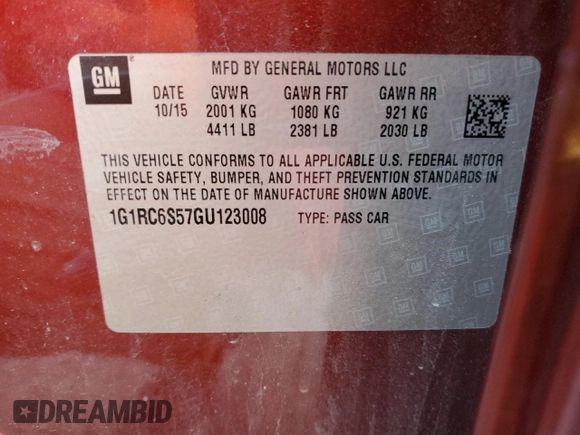 GM
MFD BY GENERAL MOTORS LLC
DATE GVWR GAWR FRT GAWR RR
10/15 2001 KG 1080 KG 921 KG
4411 LB 2381 LB 2030 LB
THIS VEHICLE CONFORMS TO ALL APPLICABLE U.S. FEDERAL MOTOR
VEHICLE SAFETY, BUMPER, AND THEFT PREVENTION STANDARDS IN
EFFECT ON THE DATE OF MANUFACTURE SHOWN ABOVE.
1G1RC6S57GU123008 TYPE: PASS CAR
DREAMBID